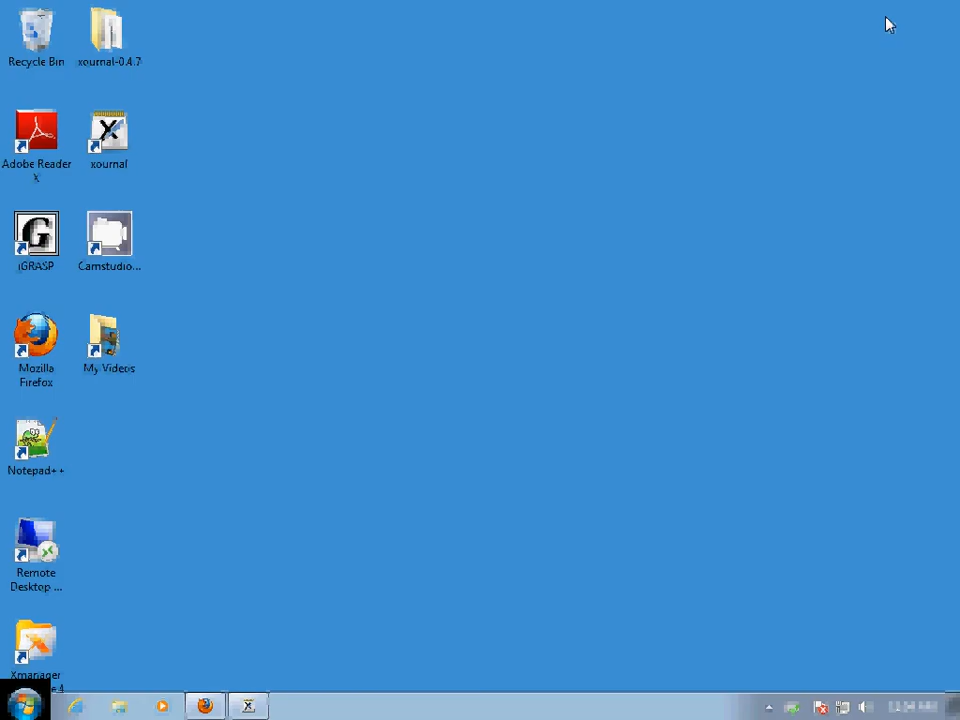 Recycle Bin
xournal-0.4.7
Adobe Reader
X
xournal
jGRASP
Camstudio...
Mozilla
Firefox
My Videos
Notepad++
Remote
Desktop ...
Xmanager